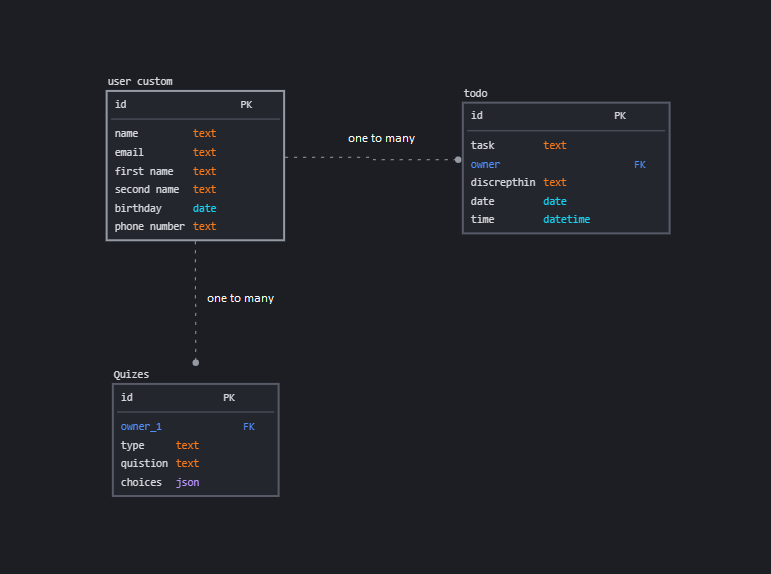 user custom
id PK
name text
email text
first name text
second name text
birthday date
phone number text
one to many
todo
id PK
task text
owner FK
discrepthin text
date date
time datetime
one to many
Quizes
id PK
owner_1 FK
type text
quistion text
choices json